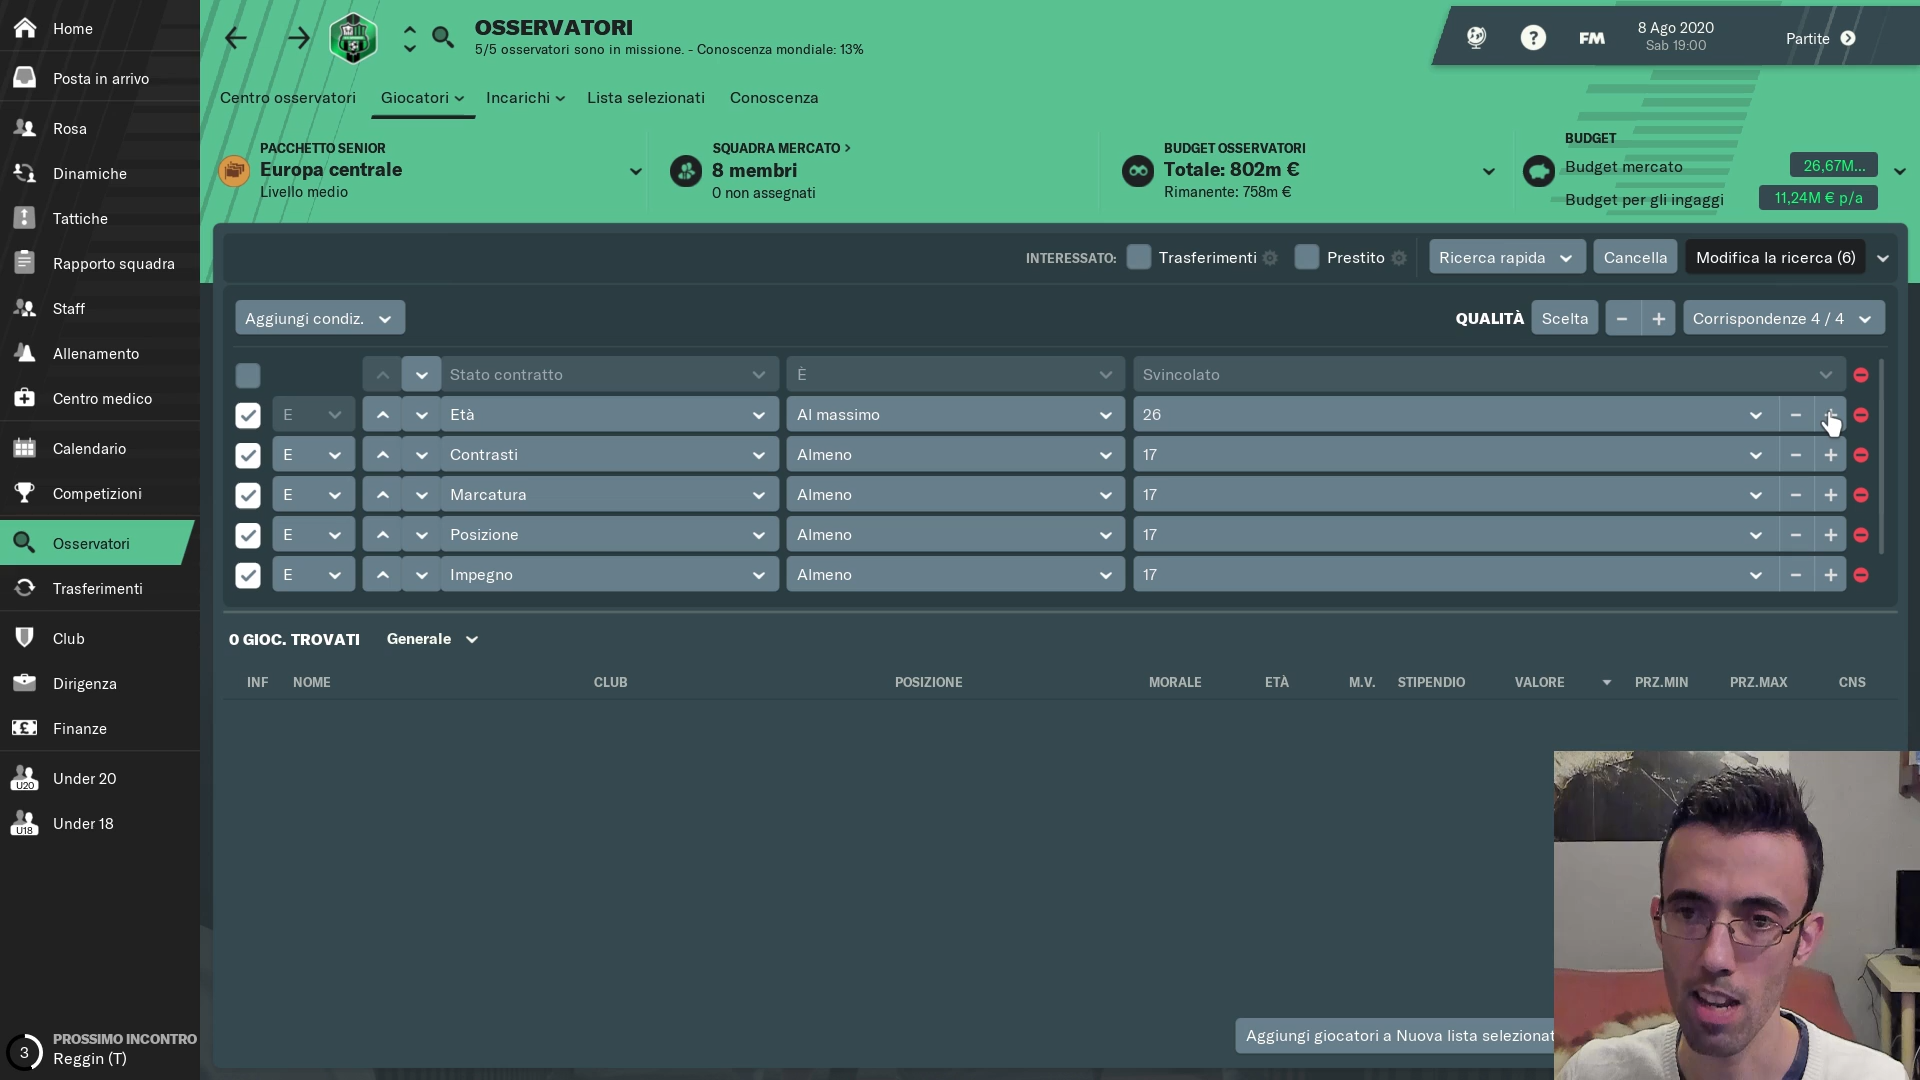 Home
Posta in arrivo
Rosa
Dinamiche
Tattiche
Rapporto squadra
Staff
Allenamento
Centro medico
Calendario
Competizioni
Osservatori
Trasferimenti
Club
Dirigenza
Finanze
U20 Under 20
U18 Under 18
3 PROSSIMO INCONTRO
Reggin (T)
OSSERVATORI
5/5 osservatori sono in missione. - Conoscenza mondiale: 13%
FM
8 Ago 2020
Sab 19:00
Partite
Centro osservatori Giocatori Incarichi Lista selezionati Conoscenza
PACCHETTO SENIOR
Europa centrale
Livello medio
SQUADRA MERCATO >
8 membri
0 non assegnati
BUDGET OSSERVATORI
Totale: 802m €
Rimanente: 758m €
BUDGET
Budget mercato 26,67M...
Budget per gli ingaggi 11,24M € p/a
INTERESSATO: Trasferimenti Prestito Ricerca rapida Cancella Modifica la ricerca (6)
Aggiungi condiz. QUALITÀ Scelta - + Corrispondenze 4 / 4
Stato contratto È Svincolato
E Età Al massimo 26 - +
E Contrasti Almeno 17 - +
E Marcatura Almeno 17 - +
E Posizione Almeno 17 - +
E Impegno Almeno 17 - +
0 GIOC. TROVATI Generale
INF NOME CLUB POSIZIONE MORALE ETÀ M.V. STIPENDIO VALORE PRZ.MIN PRZ.MAX CNS
Aggiungi giocatori a Nuova lista selezionat